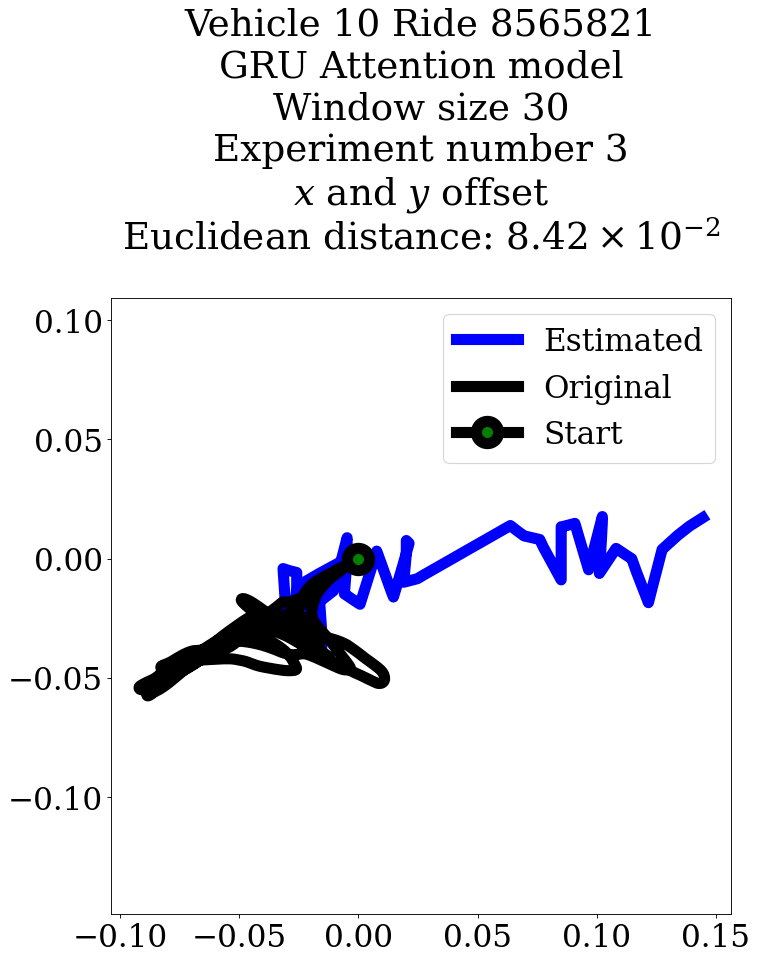 Vehicle 10 Ride 8565821
GRU Attention model
Window size 30
Experiment number 3
x and y offset
Euclidean distance: 8.42 × 10⁻²
Estimated
Original
Start
0.10
0.05
0.00
−0.05
−0.10
−0.10 −0.05 0.00 0.05 0.10 0.15